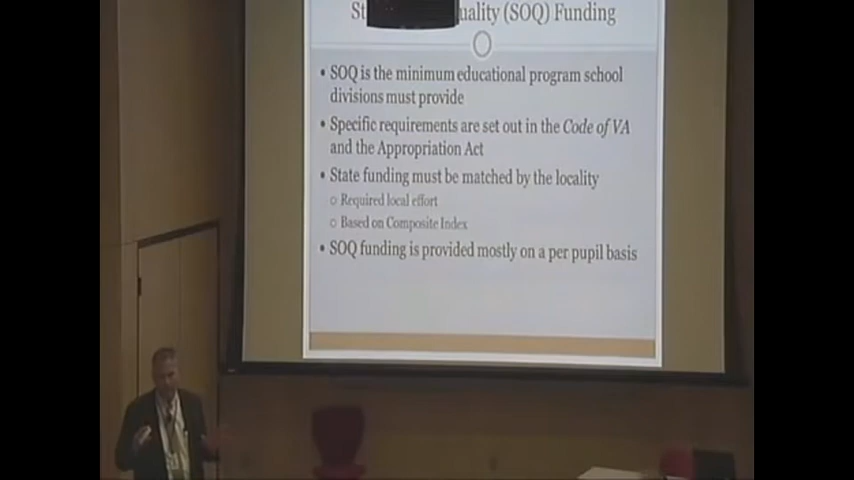 St uality (SOQ) Funding
• SOQ is the minimum educational program school
divisions must provide
• Specific requirements are set out in the Code of VA
and the Appropriation Act
• State funding must be matched by the locality
○ Required local effort
○ Based on Composite Index
• SOQ funding is provided mostly on a per pupil basis